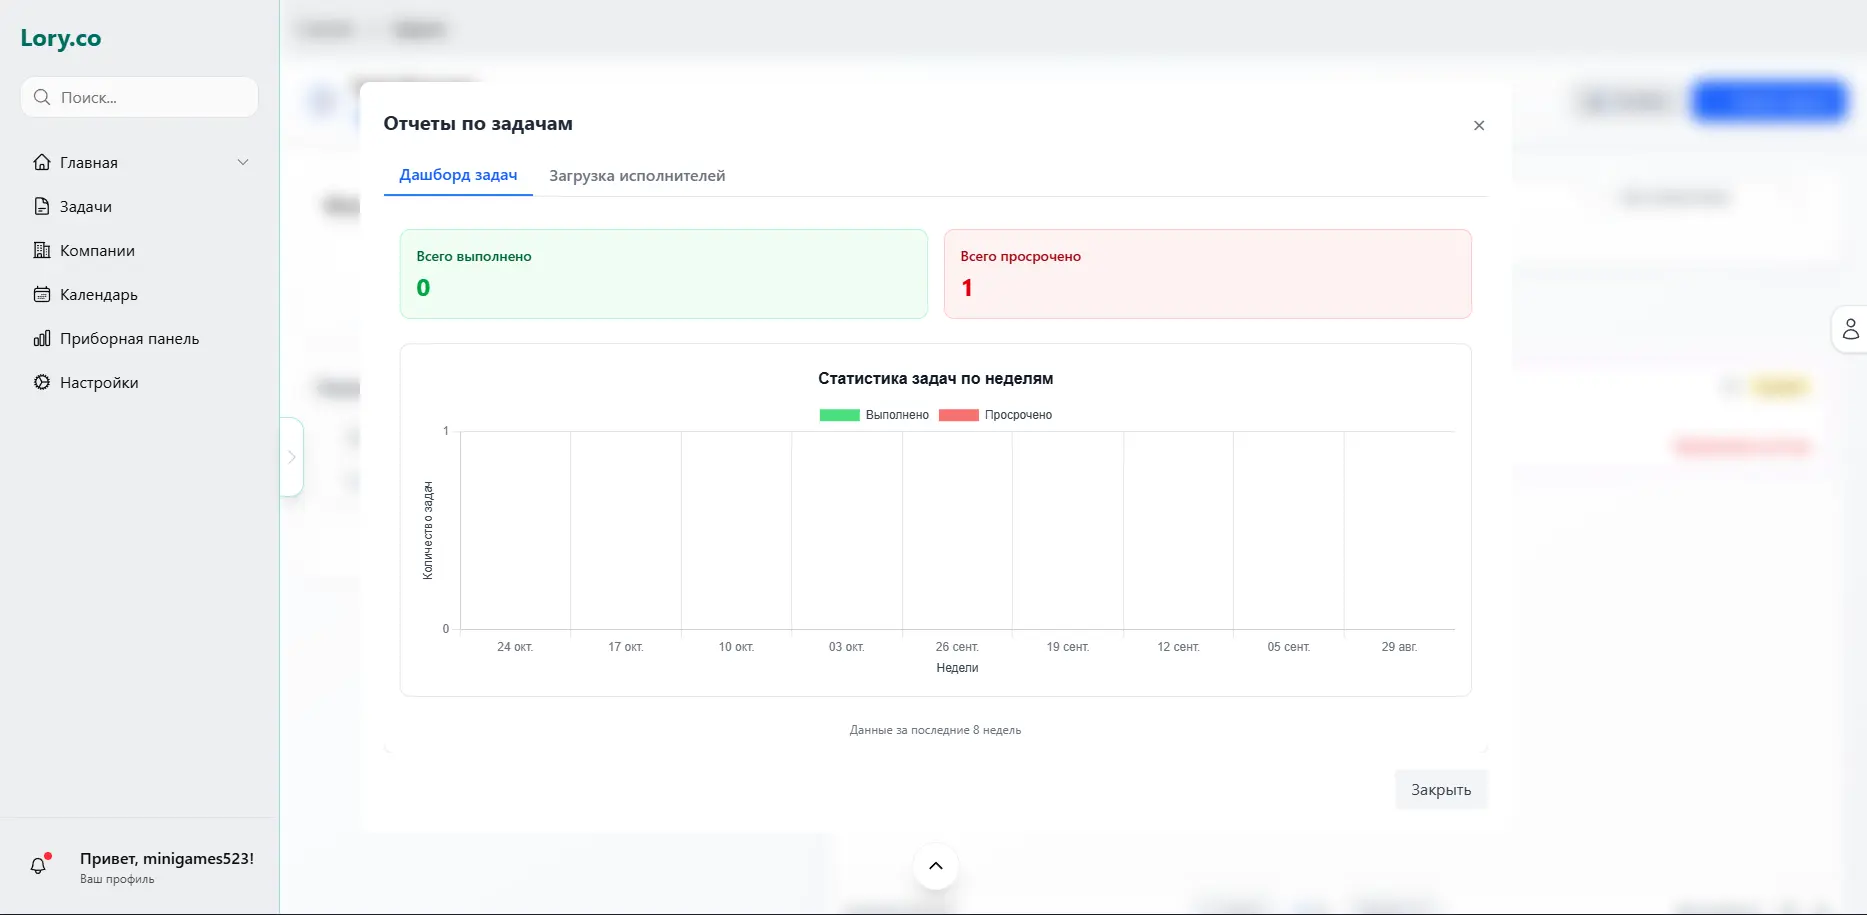 Lory.co
Поиск...
Главная
Задачи
Компании
Календарь
Приборная панель
Настройки
Привет, minigames523!
Ваш профиль
Отчеты по задачам
×
Дашборд задач
Загрузка исполнителей
Всего выполнено
0
Всего просрочено
1
Статистика задач по неделям
Выполнено
Просрочено
1
Количество задач
0
24 окт.
17 окт.
10 окт.
03 окт.
26 сент.
19 сент.
12 сент.
05 сент.
29 авг.
Недели
Данные за последние 8 недель
Закрыть